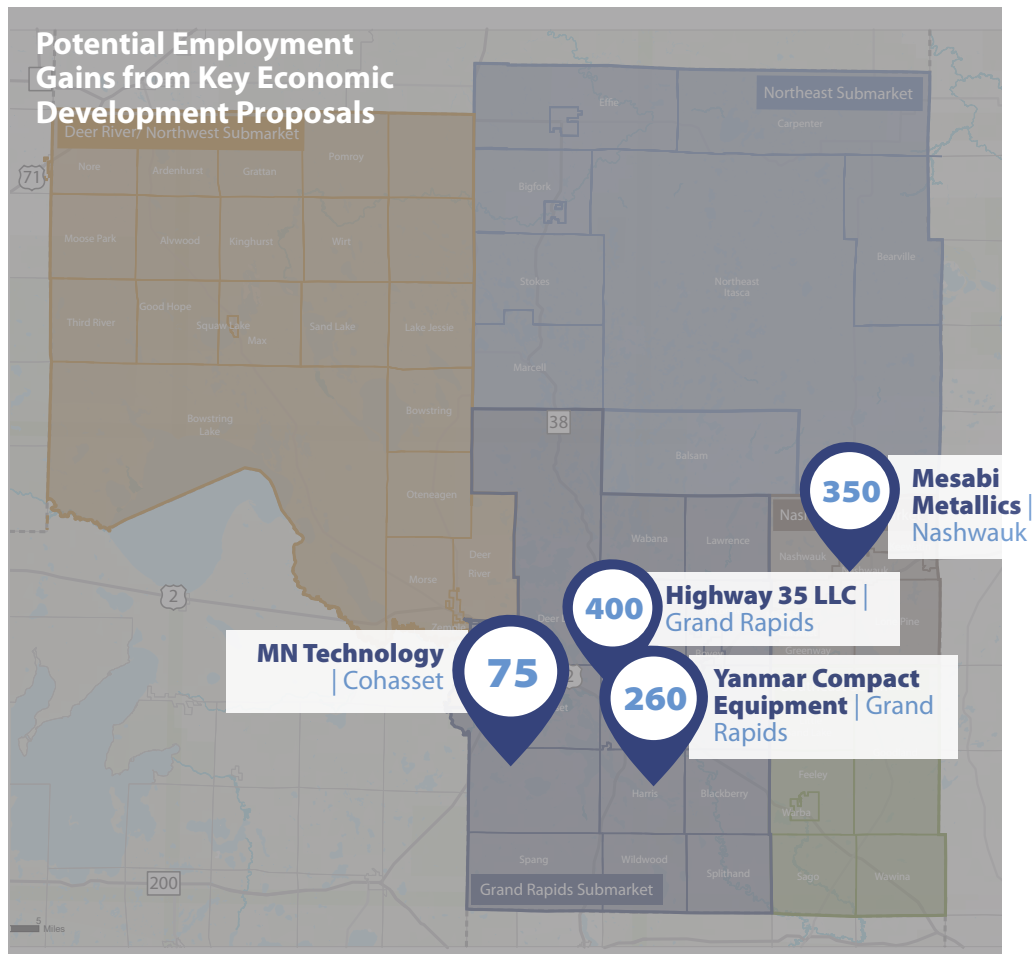 Potential Employment
Gains from Key Economic
Development Proposals
Deer River/ Northwest Submarket
Northeast Submarket
Effie
Carpenter
71
Nore
Ardenhurst
Grattan
Pomroy
Bigfork
Moose Park
Alvwood
Kinghurst
Wirt
Bearville
Stokes
Northeast
Itasca
Third River
Good Hope
Squaw Lake
Max
Sand Lake
Lake Jessie
Marcell
Bowstring
Lake
Bowstring
38
Balsam
350
Mesabi
Metallics |
Nashwauk
Oteneagen
Nashwauk
Wabana
Lawrence
Deer
River
Morse
2
400
Highway 35 LLC |
Grand Rapids
Zemple
Greenway
MN Technology
| Cohasset
75
2
260
Yanmar Compact
Equipment | Grand
Rapids
Feeley
Harris
Blackberry
Warba
Spang
Wildwood
Splithand
Sago
Wawina
200
Grand Rapids Submarket
5
Miles